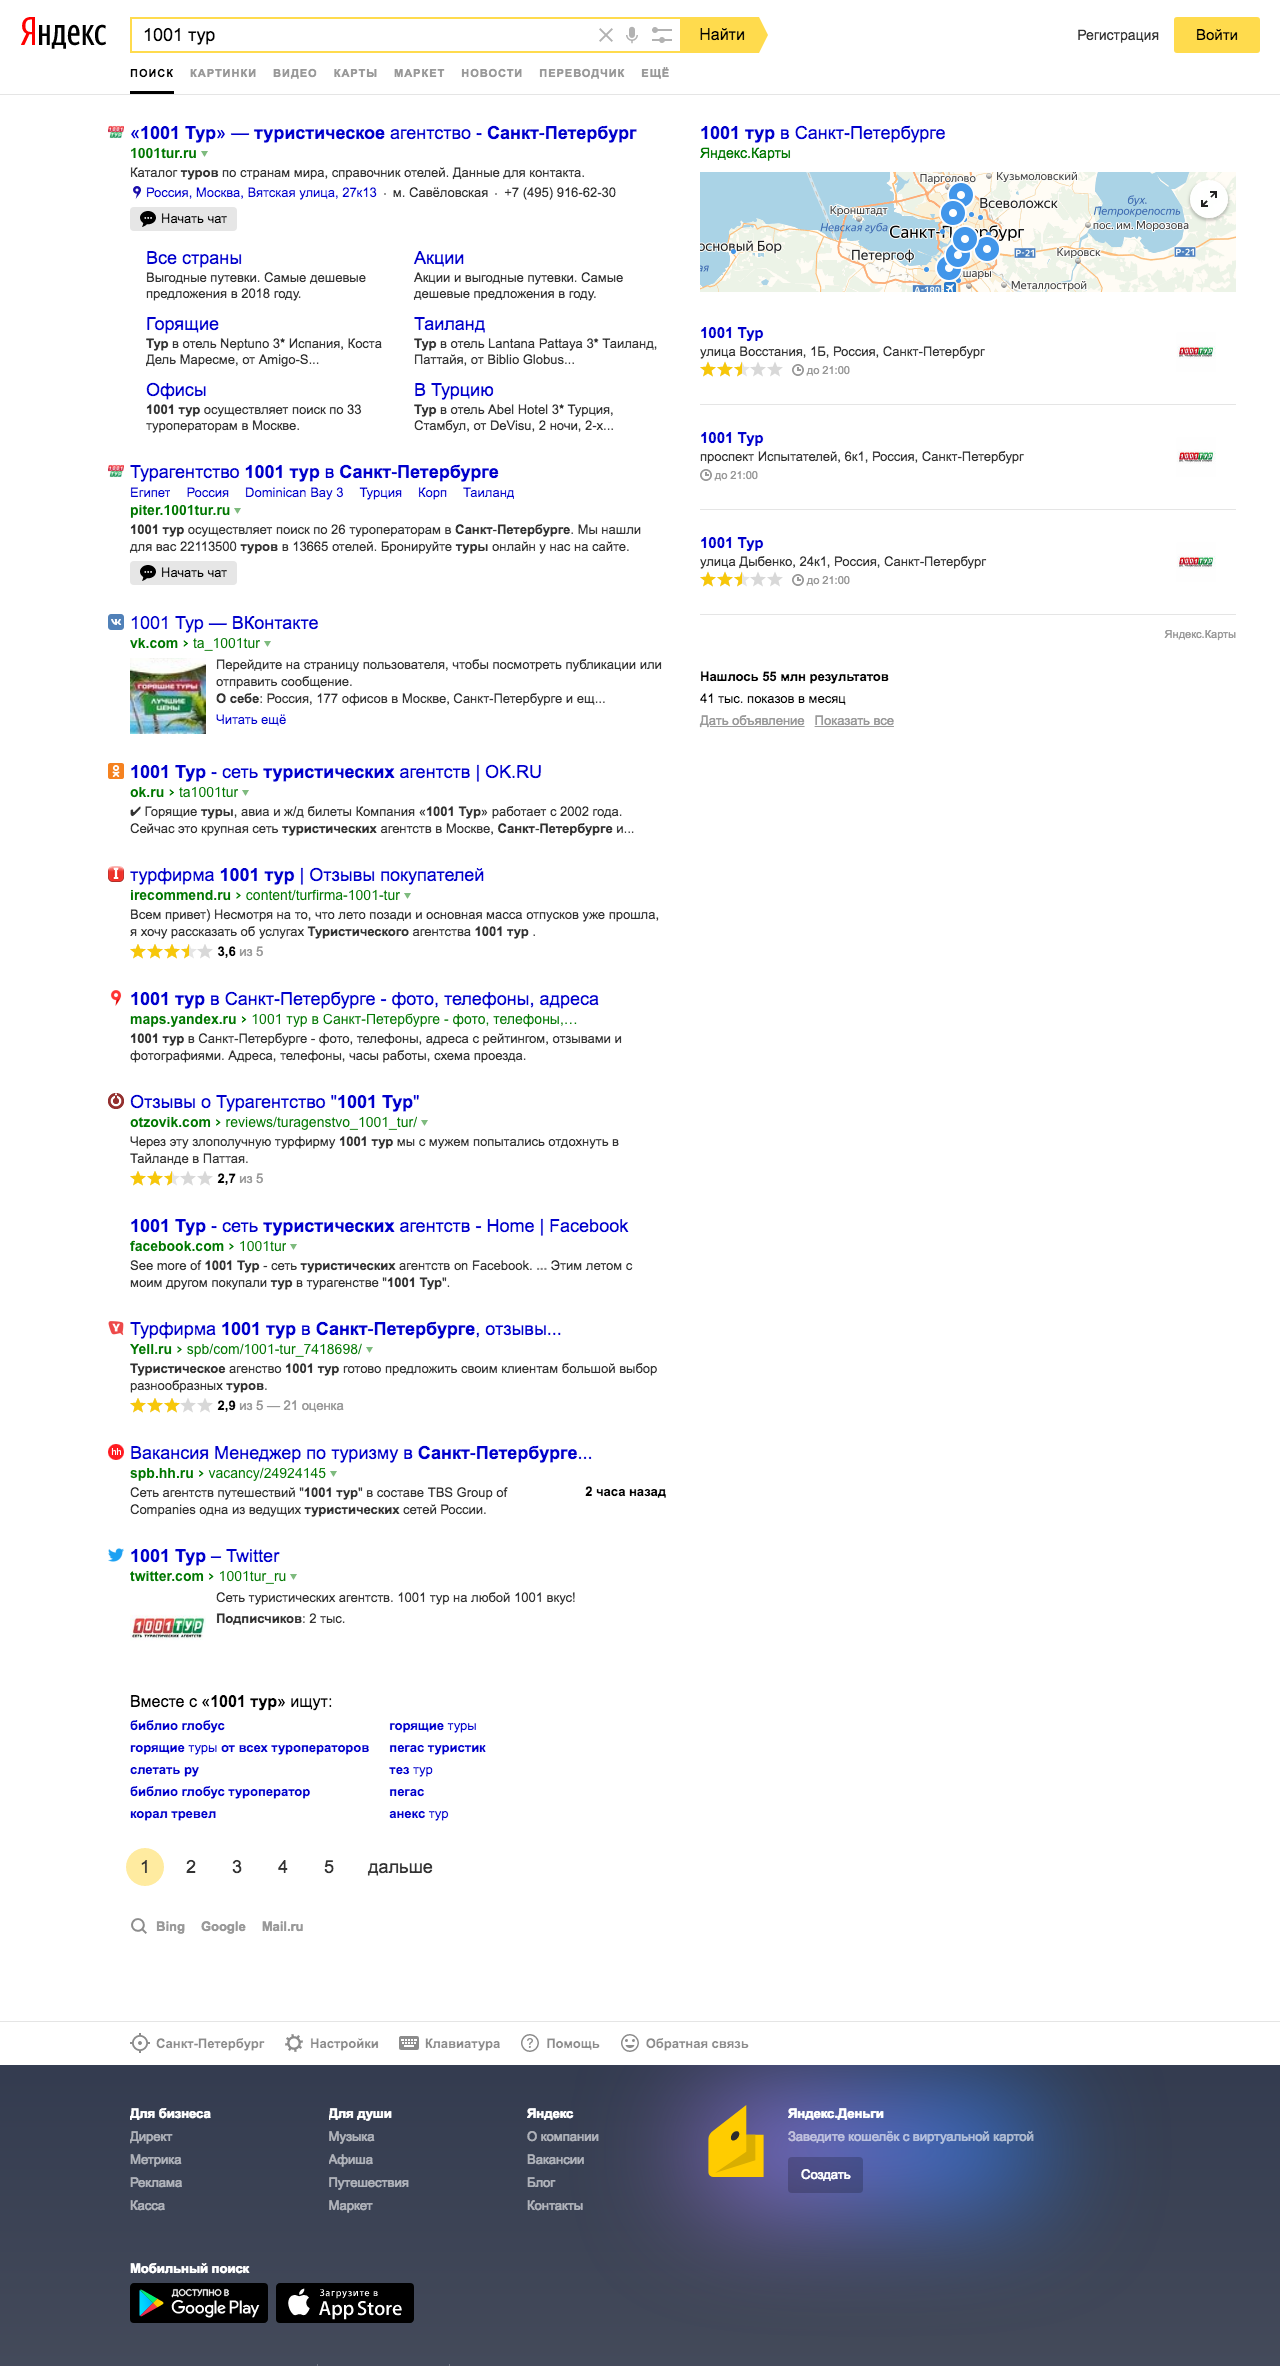 Яндекс
1001 тур
Найти
Регистрация
Войти
ПОИСК КАРТИНКИ ВИДЕО КАРТЫ МАРКЕТ НОВОСТИ ПЕРЕВОДЧИК ЕЩЁ
«1001 Тур» — туристическое агентство - Санкт-Петербург
1001tur.ru
Каталог туров по странам мира, справочник отелей. Данные для контакта.
Россия, Москва, Вятская улица, 27к13 · м. Савёловская · +7 (495) 916-62-30
Начать чат
Все страны
Выгодные путевки. Самые дешевые
предложения в 2018 году.
Акции
Акции и выгодные путевки. Самые
дешевые предложения в году.
Горящие
Тур в отель Neptuno 3* Испания, Коста
Дель Маресме, от Amigo-S...
Таиланд
Тур в отель Lantana Pattaya 3* Таиланд,
Паттайя, от Biblio Globus...
Офисы
1001 тур осуществляет поиск по 33
туроператорам в Москве.
В Турцию
Тур в отель Abel Hotel 3* Турция,
Стамбул, от DeVisu, 2 ночи, 2-х...
Турагентство 1001 тур в Санкт-Петербурге
Египет Россия Dominican Bay 3 Турция Корп Таиланд
piter.1001tur.ru
1001 тур осуществляет поиск по 26 туроператорам в Санкт-Петербурге. Мы нашли
для вас 22113500 туров в 13665 отелей. Бронируйте туры онлайн у нас на сайте.
Начать чат
1001 Тур — ВКонтакте
vk.com › ta_1001tur
ГОРЯЩИЕ ТУРЫ
ЛУЧШИЕ
ЦЕНЫ
Перейдите на страницу пользователя, чтобы посмотреть публикации или
отправить сообщение.
О себе: Россия, 177 офисов в Москве, Санкт-Петербурге и ещ...
Читать ещё
1001 Тур - сеть туристических агентств | OK.RU
ok.ru › ta1001tur
✔ Горящие туры, авиа и ж/д билеты Компания «1001 Тур» работает с 2002 года.
Сейчас это крупная сеть туристических агентств в Москве, Санкт-Петербурге и...
турфирма 1001 тур | Отзывы покупателей
irecommend.ru › content/turfirma-1001-tur
Всем привет) Несмотря на то, что лето позади и основная масса отпусков уже прошла,
я хочу рассказать об услугах Туристического агентства 1001 тур .
3,6 из 5
1001 тур в Санкт-Петербурге - фото, телефоны, адреса
maps.yandex.ru › 1001 тур в Санкт-Петербурге - фото, телефоны,...
1001 тур в Санкт-Петербурге - фото, телефоны, адреса с рейтингом, отзывами и
фотографиями. Адреса, телефоны, часы работы, схема проезда.
Отзывы о Турагентство "1001 Тур"
otzovik.com › reviews/turagenstvo_1001_tur/
Через эту злополучную турфирму 1001 тур мы с мужем попытались отдохнуть в
Тайланде в Паттая.
2,7 из 5
1001 Тур - сеть туристических агентств - Home | Facebook
facebook.com › 1001tur
See more of 1001 Тур - сеть туристических агентств on Facebook. ... Этим летом с
моим другом покупали тур в турагенстве "1001 Тур".
Турфирма 1001 тур в Санкт-Петербурге, отзывы...
Yell.ru › spb/com/1001-tur_7418698/
Туристическое агенство 1001 тур готово предложить своим клиентам большой выбор
разнообразных туров.
2,9 из 5 — 21 оценка
Вакансия Менеджер по туризму в Санкт-Петербурге...
spb.hh.ru › vacancy/24924145
Сеть агентств путешествий "1001 тур" в составе TBS Group of
Companies одна из ведущих туристических сетей России.
2 часа назад
1001 Тур – Twitter
twitter.com › 1001tur_ru
1001ТУР
СЕТЬ ТУРИСТИЧЕСКИХ АГЕНТСТВ
Сеть туристических агентств. 1001 тур на любой 1001 вкус!
Подписчиков: 2 тыс.
Вместе с «1001 тур» ищут:
библио глобус
горящие туры от всех туроператоров
слетать ру
библио глобус туроператор
корал тревел
горящие туры
пегас туристик
тез тур
пегас
анекс тур
1 2 3 4 5 дальше
Bing Google Mail.ru
1001 тур в Санкт-Петербурге
Яндекс.Карты
Парголово
Кузьмоловский
Всеволожск
Кронштадт
Невская губа
бух.
Петрокрепость
пос. им. Морозова
основный Бор
Петергоф
Р-21
Кировск
Р-21
шары
А-180
Металлострой
1001 Тур
улица Восстания, 1Б, Россия, Санкт-Петербург
до 21:00
1001ТУР
1001 Тур
проспект Испытателей, 6к1, Россия, Санкт-Петербург
до 21:00
1001ТУР
1001 Тур
улица Дыбенко, 24к1, Россия, Санкт-Петербург
до 21:00
1001ТУР
Яндекс.Карты
Нашлось 55 млн результатов
41 тыс. показов в месяц
Дать объявление Показать все
Санкт-Петербург Настройки Клавиатура Помощь Обратная связь
Для бизнеса
Директ
Метрика
Реклама
Касса
Для души
Музыка
Афиша
Путешествия
Маркет
Яндекс
О компании
Вакансии
Блог
Контакты
Яндекс.Деньги
Заведите кошелёк с виртуальной картой
Создать
Мобильный поиск
ДОСТУПНО В
Google Play
Загрузите в
App Store